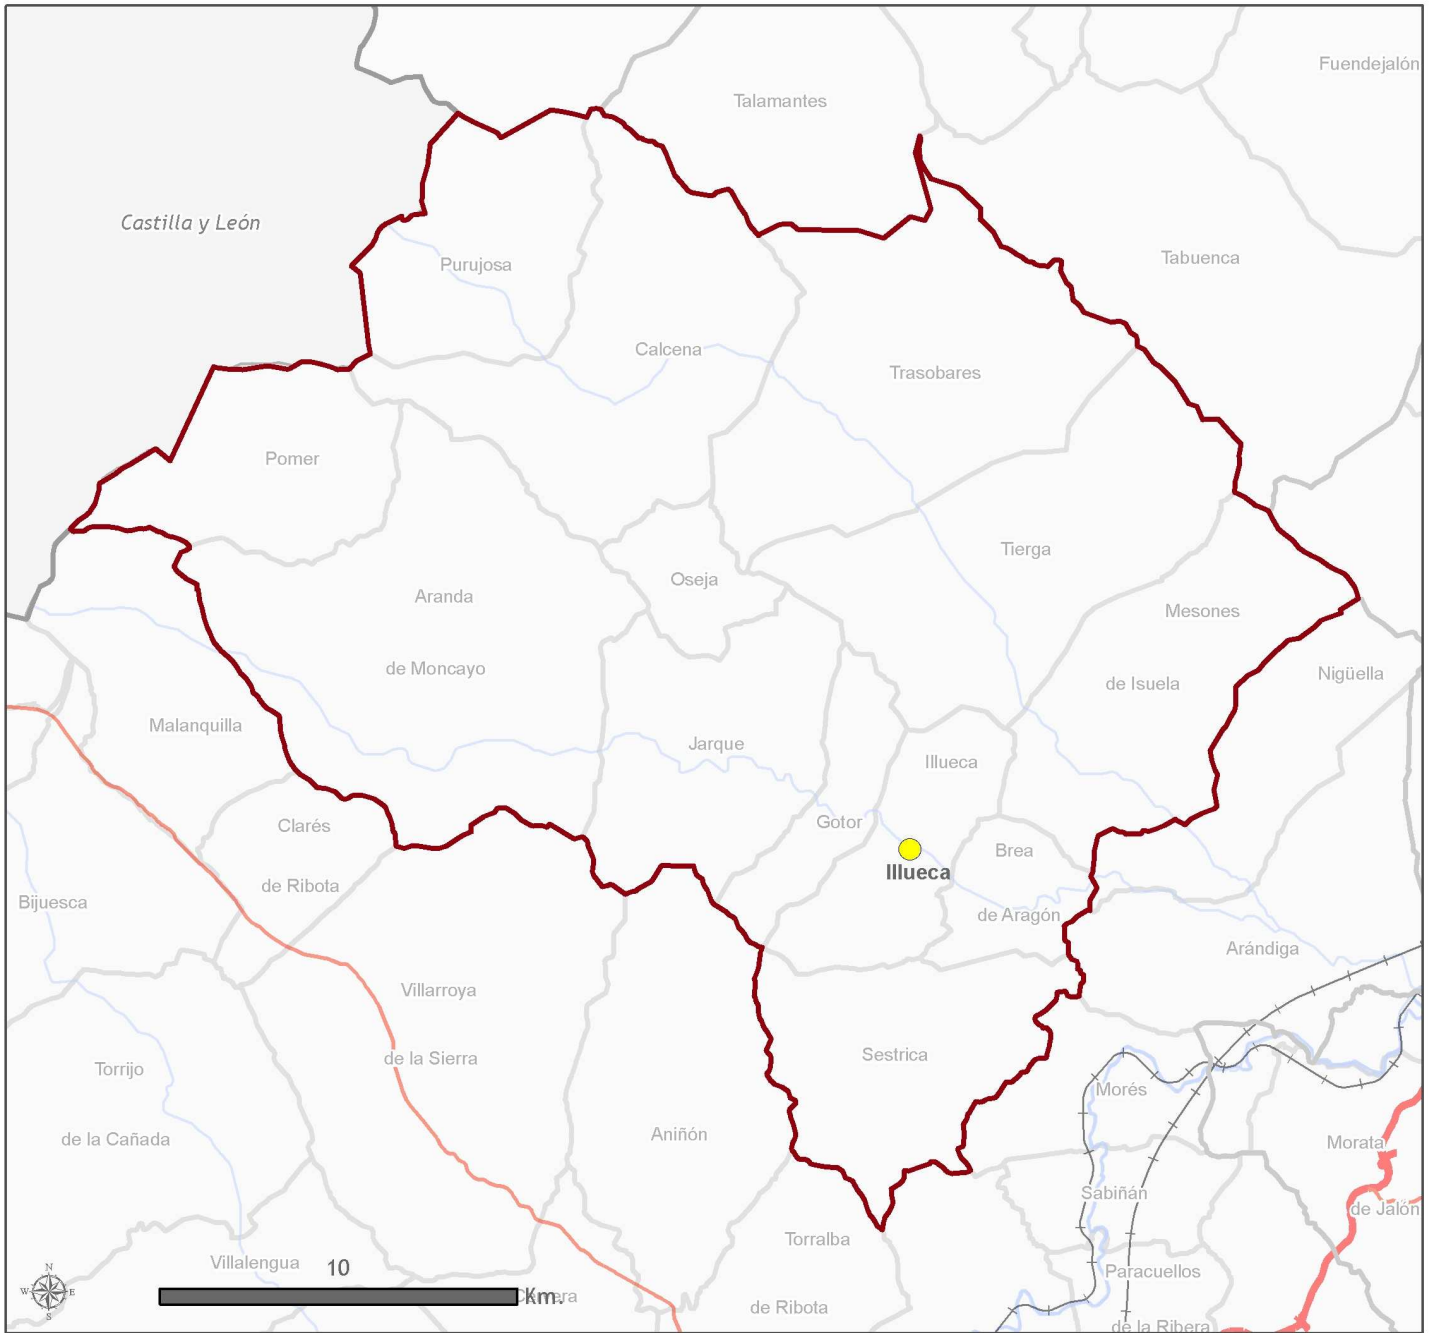 Fuendejalón
Talamantes
Castilla y León
Tabuenca
Purujosa
Calcena
Trasobares
Pomer
Tierga
Oseja
Aranda
de Moncayo
Mesones
de Isuela
Nigüella
Malanquilla
Jarque
Illueca
Gotor
Clarés
de Ribota
Brea
de Aragón
Illueca
Bijuesca
Arándiga
Villarroya
de la Sierra
Sestrica
Torrijo
de la Cañada
Morés
Aniñón
Morata
de Jalón
Sabiñán
Torralba
de Ribota
Villalengua
Paracuellos
de la Ribera
N
W E
S
10
Km.